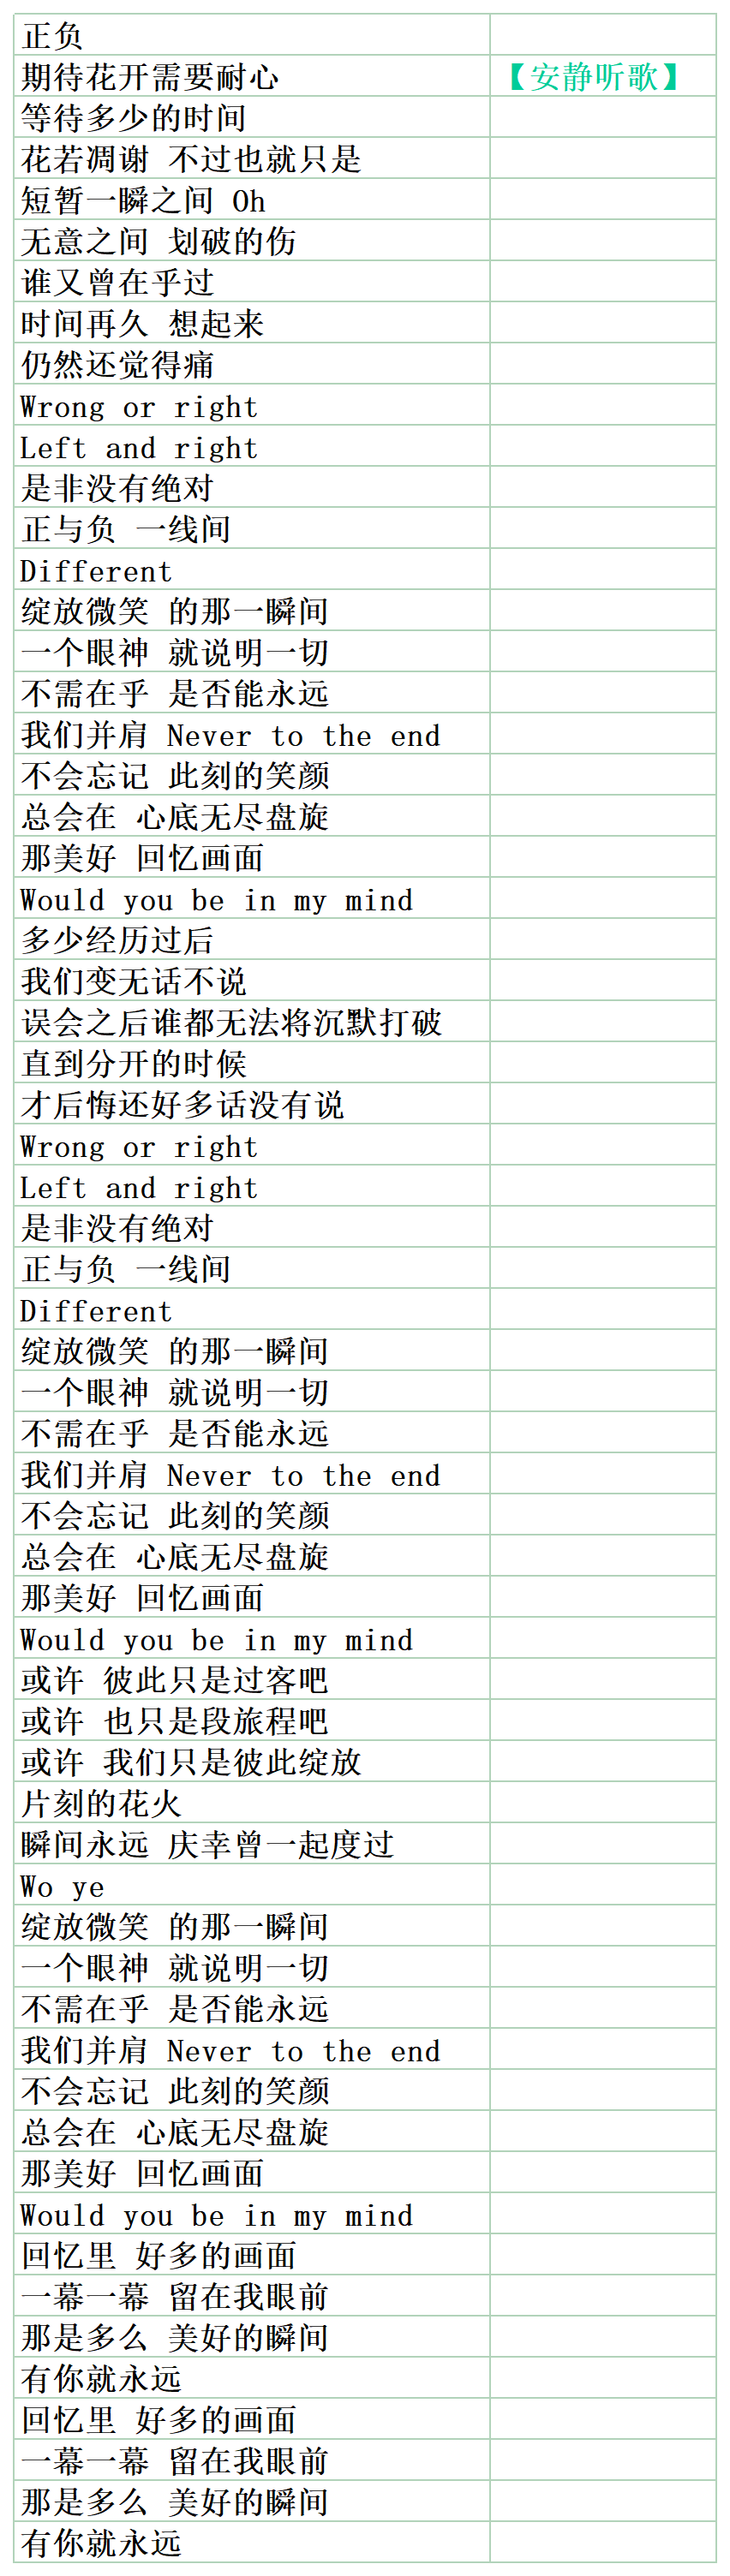 正负
期待花开需要耐心 【安静听歌】
等待多少的时间
花若凋谢 不过也就只是
短暂一瞬之间 Oh
无意之间 划破的伤
谁又曾在乎过
时间再久 想起来
仍然还觉得痛
Wrong or right
Left and right
是非没有绝对
正与负 一线间
Different
绽放微笑 的那一瞬间
一个眼神 就说明一切
不需在乎 是否能永远
我们并肩 Never to the end
不会忘记 此刻的笑颜
总会在 心底无尽盘旋
那美好 回忆画面
Would you be in my mind
多少经历过后
我们变无话不说
误会之后谁都无法将沉默打破
直到分开的时候
才后悔还好多话没有说
Wrong or right
Left and right
是非没有绝对
正与负 一线间
Different
绽放微笑 的那一瞬间
一个眼神 就说明一切
不需在乎 是否能永远
我们并肩 Never to the end
不会忘记 此刻的笑颜
总会在 心底无尽盘旋
那美好 回忆画面
Would you be in my mind
或许 彼此只是过客吧
或许 也只是段旅程吧
或许 我们只是彼此绽放
片刻的花火
瞬间永远 庆幸曾一起度过
Wo ye
绽放微笑 的那一瞬间
一个眼神 就说明一切
不需在乎 是否能永远
我们并肩 Never to the end
不会忘记 此刻的笑颜
总会在 心底无尽盘旋
那美好 回忆画面
Would you be in my mind
回忆里 好多的画面
一幕一幕 留在我眼前
那是多么 美好的瞬间
有你就永远
回忆里 好多的画面
一幕一幕 留在我眼前
那是多么 美好的瞬间
有你就永远